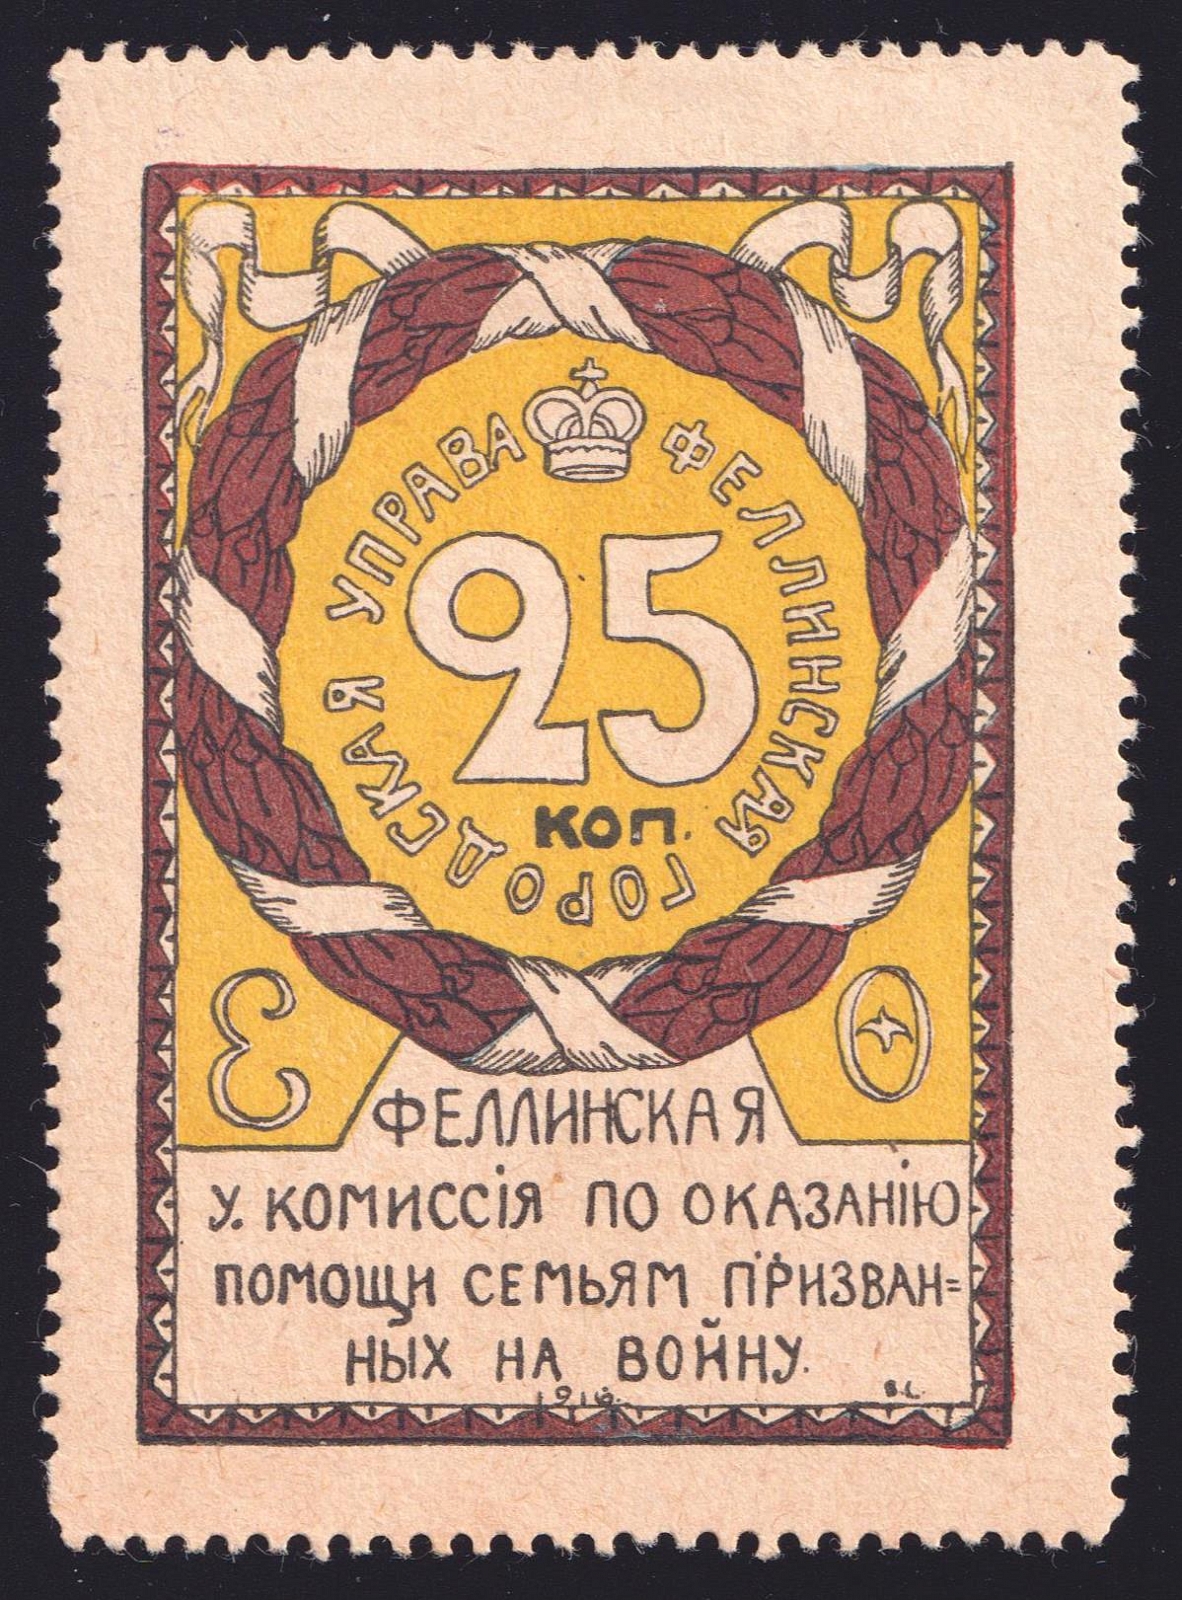 ФЕЛЛИНСКАЯ ГОРОДСКАЯ УПРАВА
25
КОП.
Є О
ФЕЛЛИНСКАЯ
У. КОМИССІЯ ПО ОКАЗАНІЮ
ПОМОЩИ СЕМЬЯМ ПРИЗВАН=
НЫХ НА ВОЙНУ.
1916.